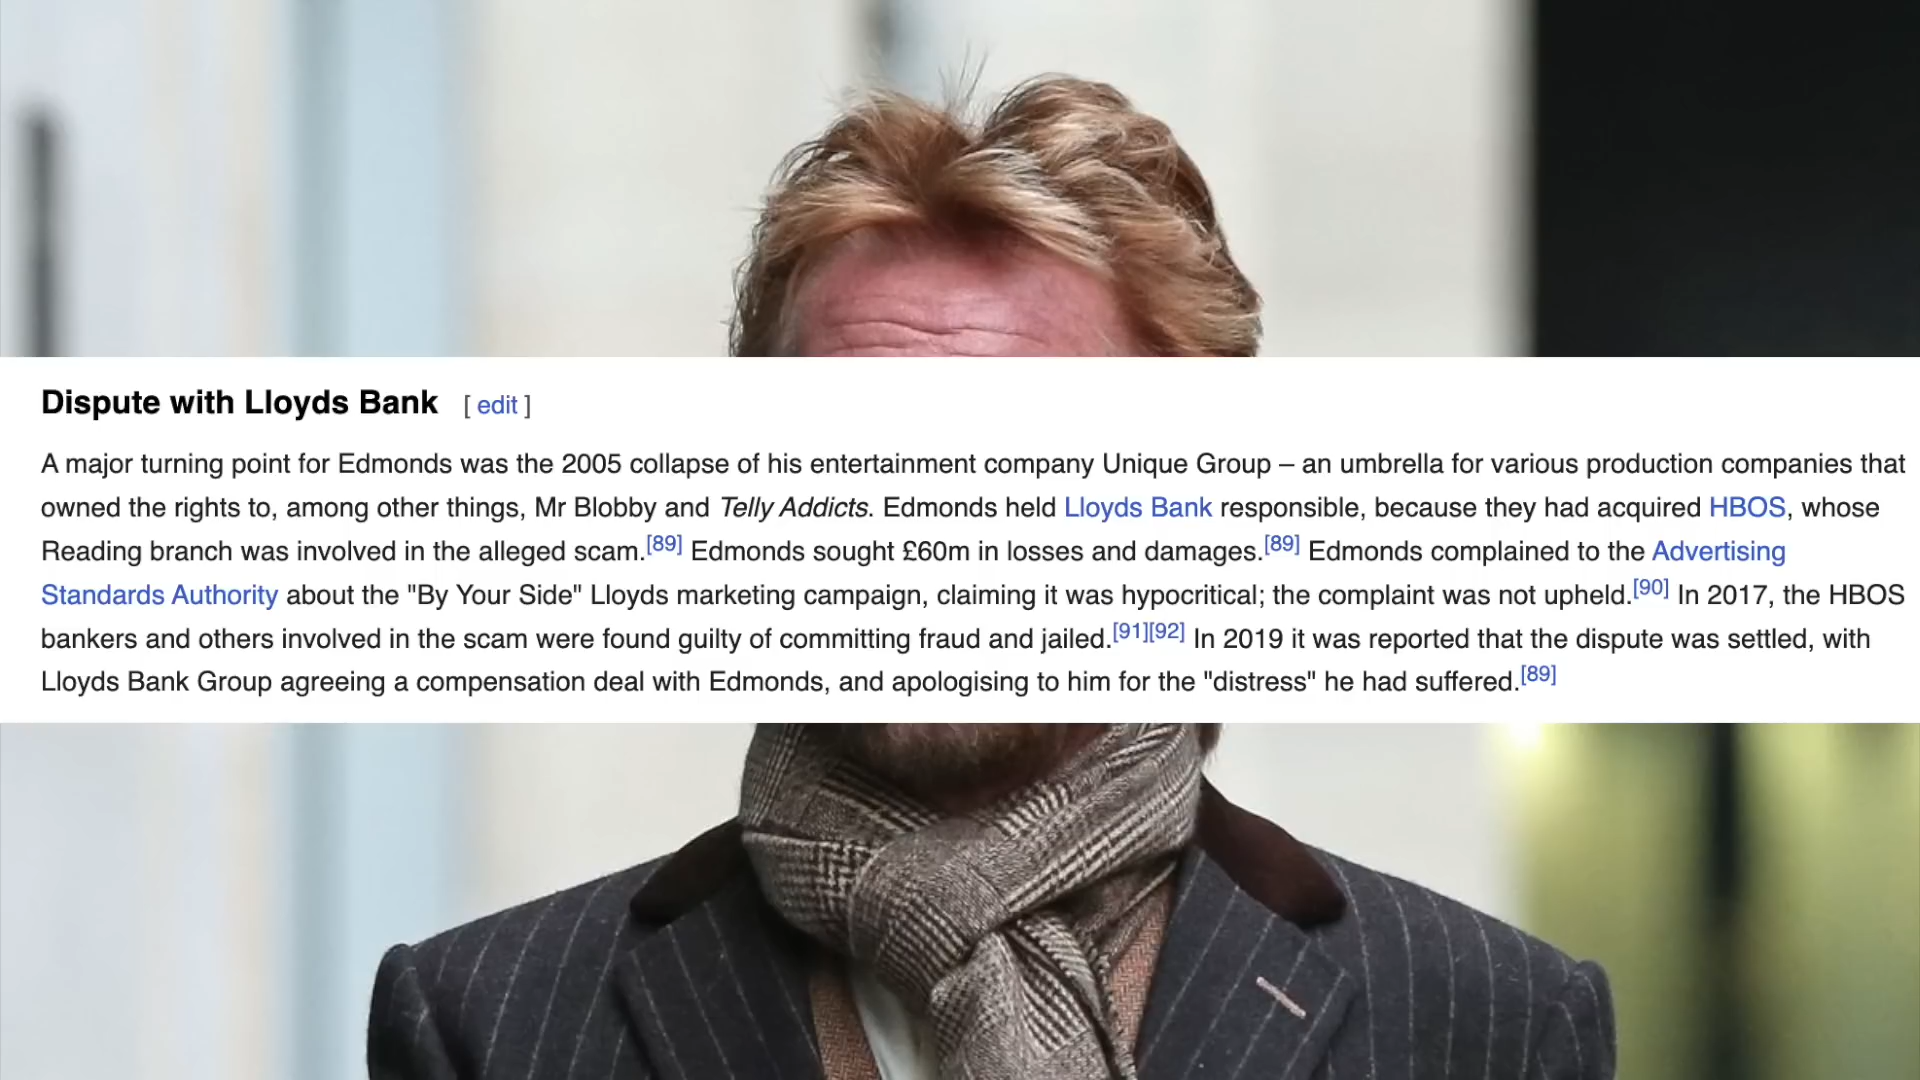 Dispute with Lloyds Bank [ edit ]
A major turning point for Edmonds was the 2005 collapse of his entertainment company Unique Group – an umbrella for various production companies that
owned the rights to, among other things, Mr Blobby and Telly Addicts. Edmonds held Lloyds Bank responsible, because they had acquired HBOS, whose
Reading branch was involved in the alleged scam.[89] Edmonds sought £60m in losses and damages.[89] Edmonds complained to the Advertising
Standards Authority about the "By Your Side" Lloyds marketing campaign, claiming it was hypocritical; the complaint was not upheld.[90] In 2017, the HBOS
bankers and others involved in the scam were found guilty of committing fraud and jailed.[91][92] In 2019 it was reported that the dispute was settled, with
Lloyds Bank Group agreeing a compensation deal with Edmonds, and apologising to him for the "distress" he had suffered.[89]